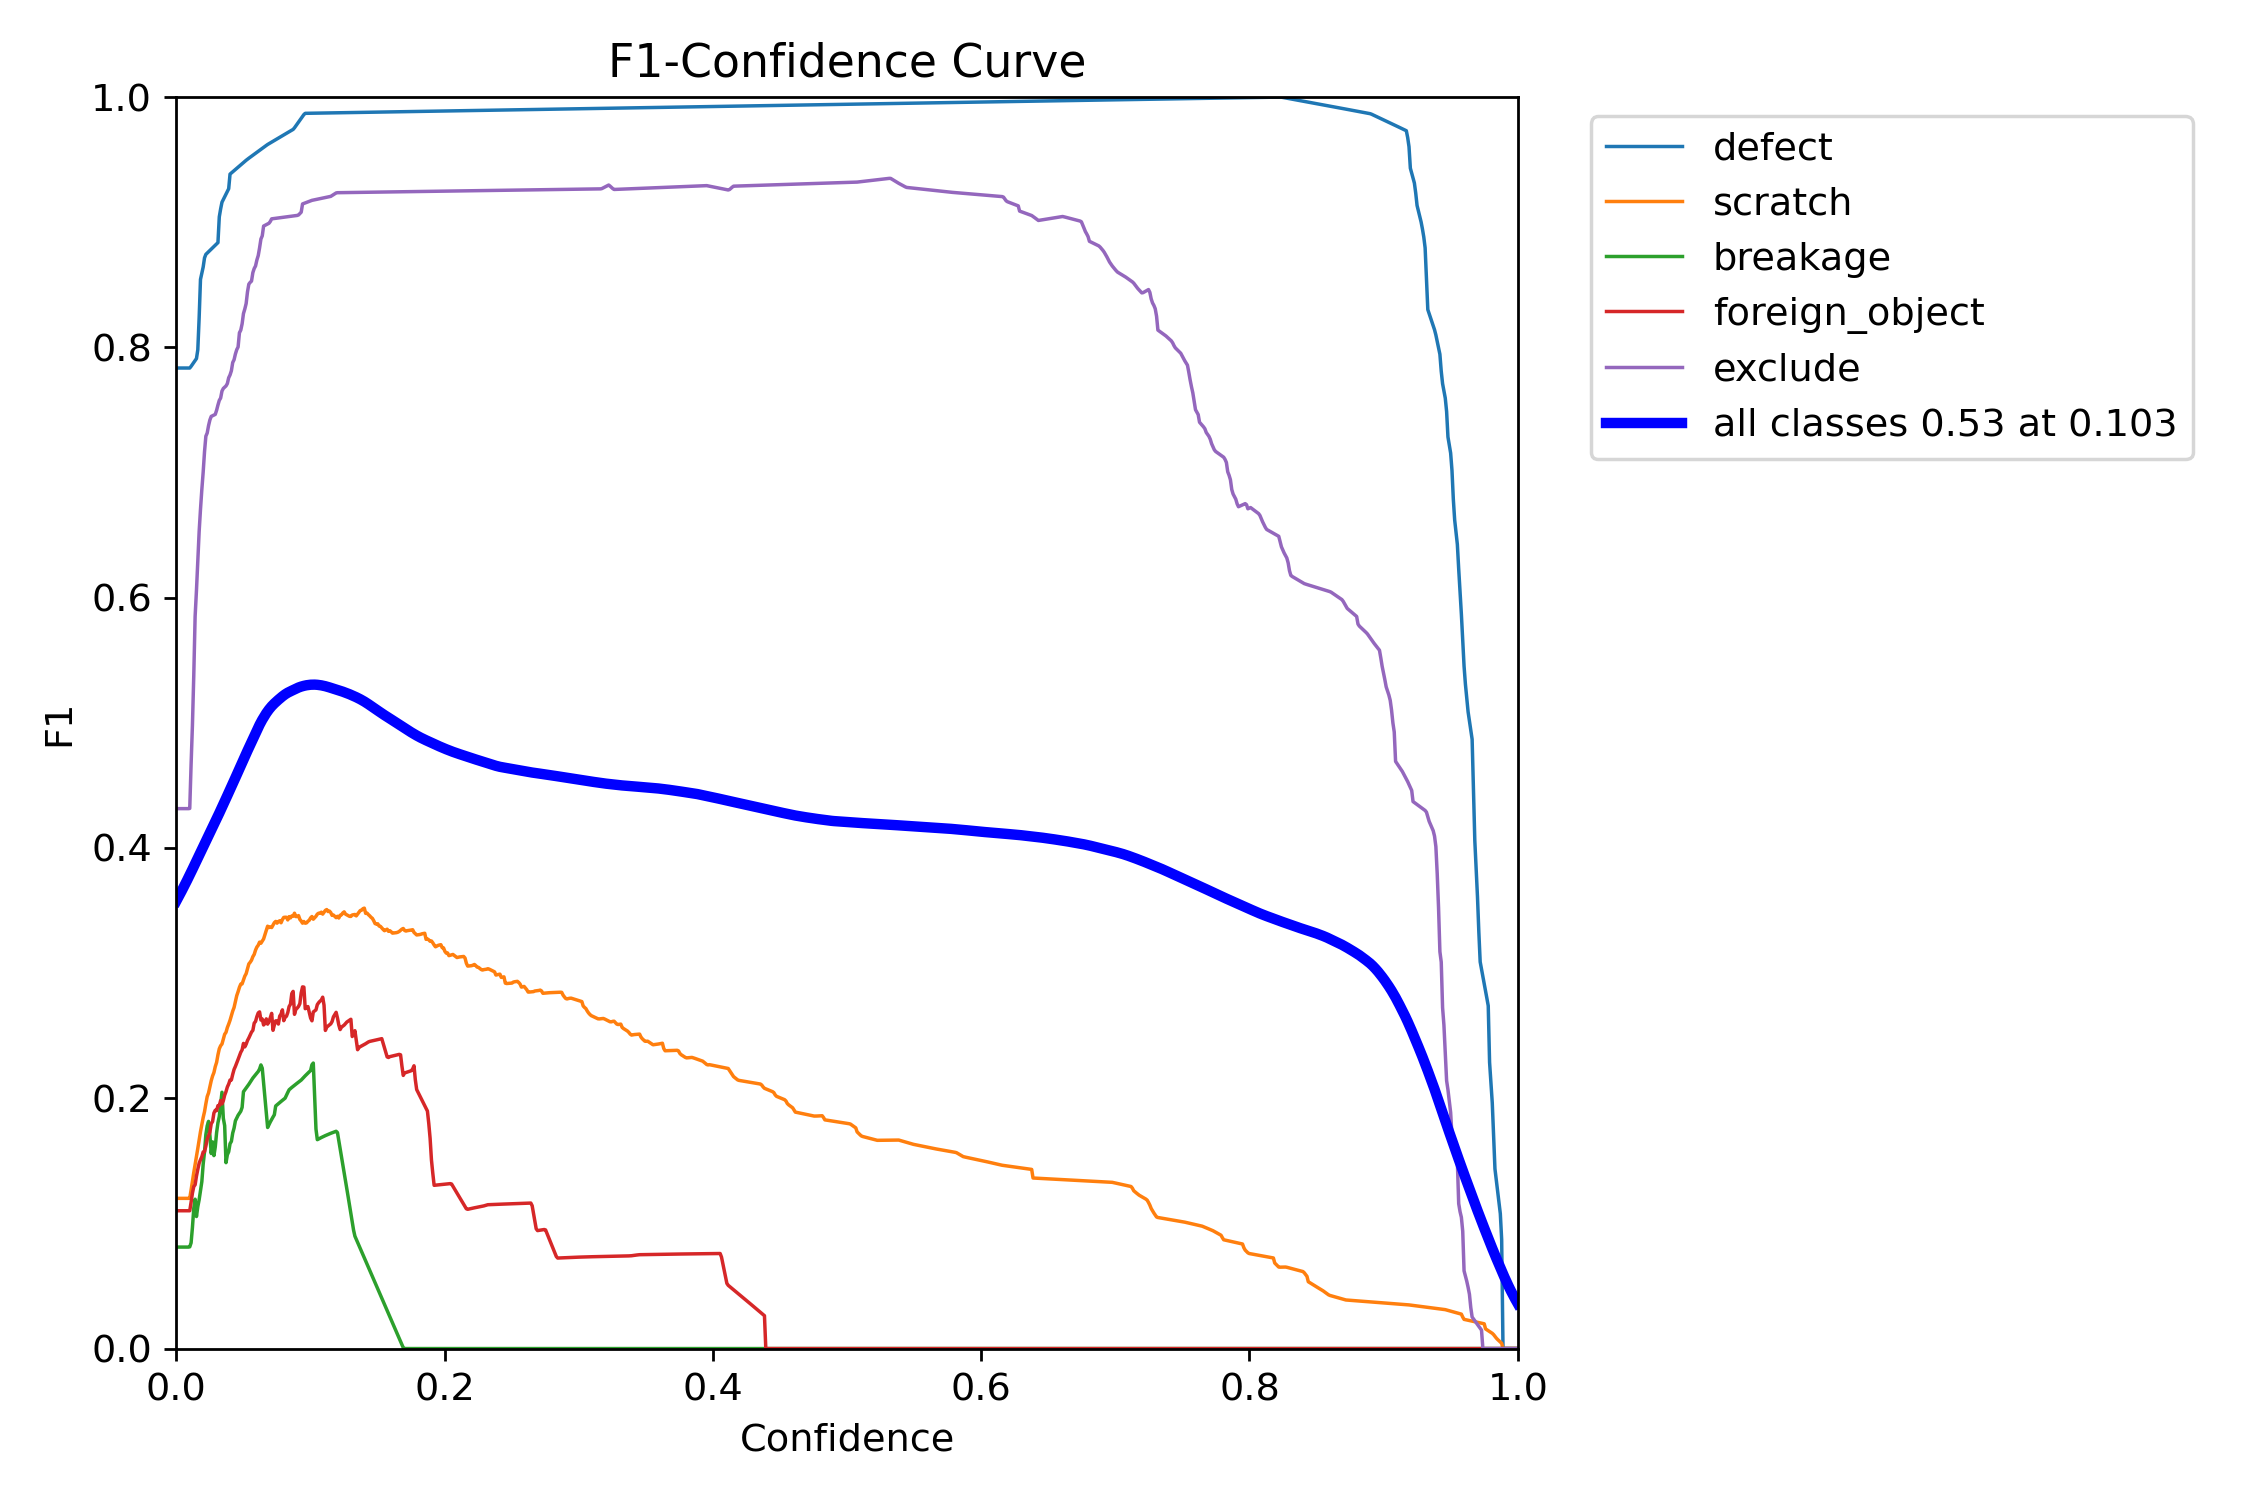 F1-Confidence Curve
1.0
0.8
0.6
0.4
0.2
0.0
F1
0.0 0.2 0.4 0.6 0.8 1.0
Confidence
defect
scratch
breakage
foreign_object
exclude
all classes 0.53 at 0.103